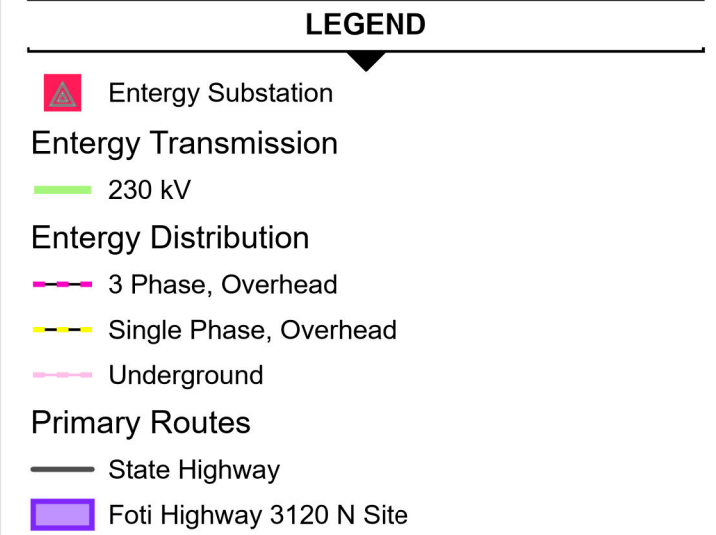 LEGEND
Entergy Substation
Entergy Transmission
230 kV
Entergy Distribution
3 Phase, Overhead
Single Phase, Overhead
Underground
Primary Routes
State Highway
Foti Highway 3120 N Site